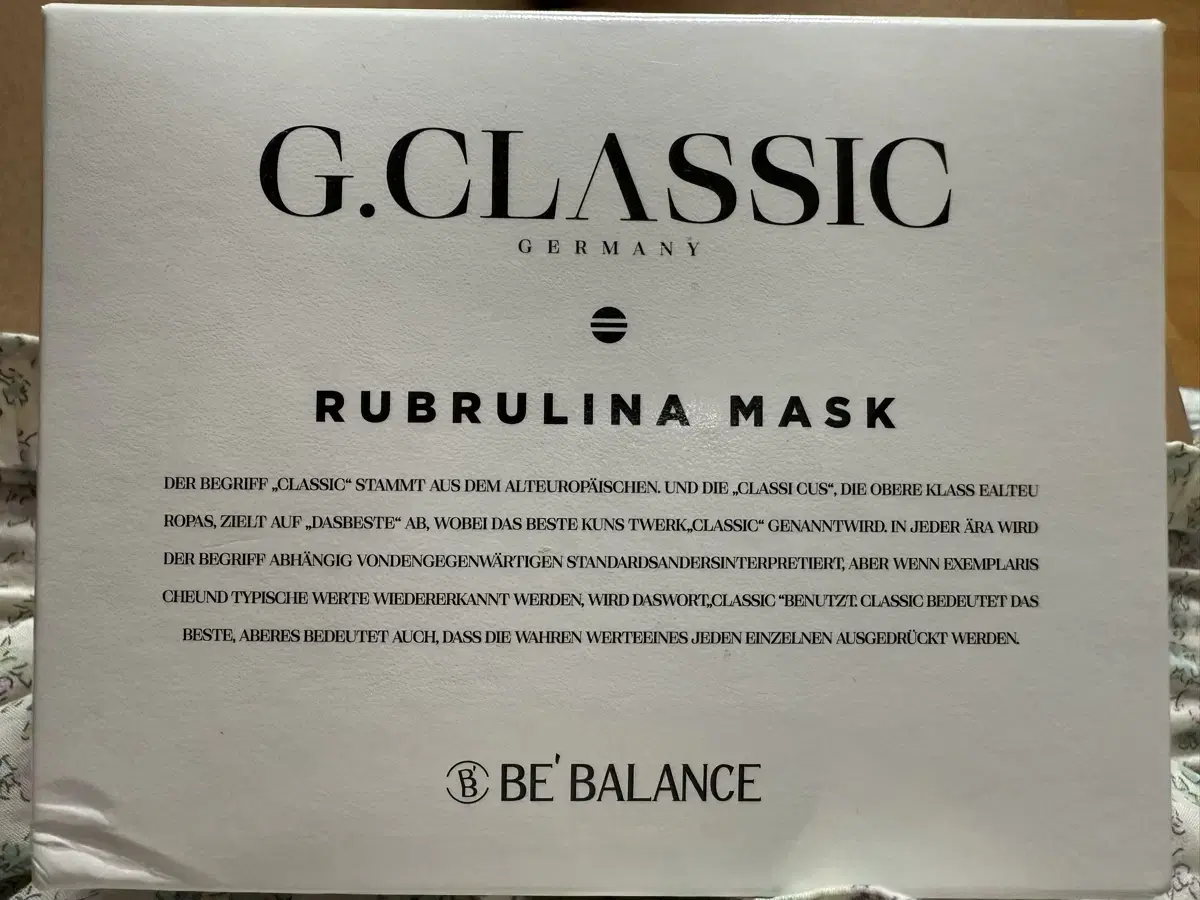 G.CLASSIC
GERMANY
RUBRULINA MASK
DER BEGRIFF „CLASSIC“ STAMMT AUS DEM ALTEUROPÄISCHEN. UND DIE „CLASSI CUS“, DIE OBERE KLASS EALTEU
ROPAS, ZIELT AUF „DASBESTE“ AB, WOBEI DAS BESTE KUNS TWERK„CLASSIC“ GENANNTWIRD. IN JEDER ÄRA WIRD
DER BEGRIFF ABHÄNGIG VONDENGEGENWÄRTIGEN STANDARDSANDERSINTERPRETIERT, ABER WENN EXEMPLARIS
CHEUND TYPISCHE WERTE WIEDERERKANNT WERDEN, WIRD DASWORT„CLASSIC “BENUTZT. CLASSIC BEDEUTET DAS
BESTE, ABERES BEDEUTET AUCH, DASS DIE WAHREN WERTEEINES JEDEN EINZELNEN AUSGEDRÜCKT WERDEN.
B' BE'BALANCE